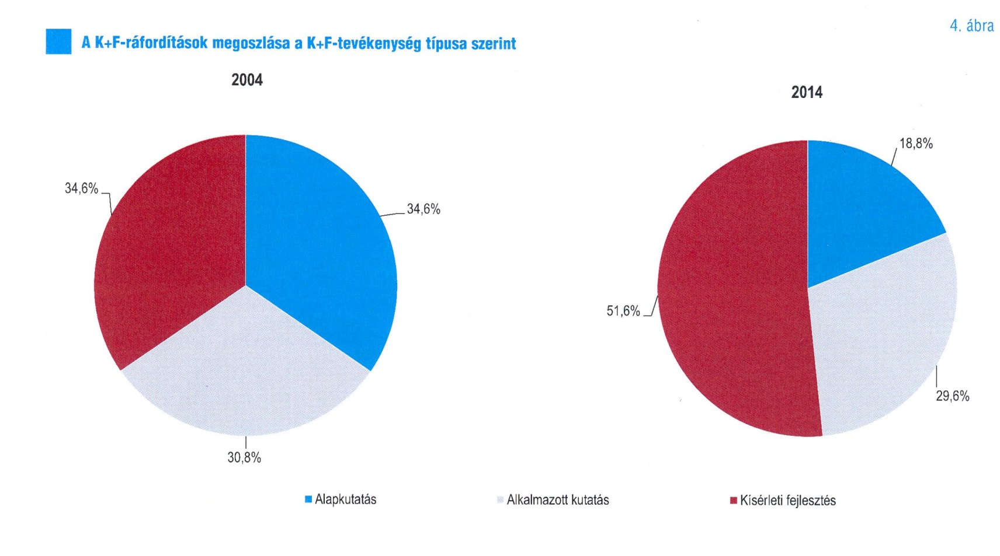 4. ábra
A K+F-ráfordítások megoszlása a K+F-tevékenység típusa szerint
2004
34,6%
34,6%
30,8%
2014
18,8%
51,6%
29,6%
Alapkutatás
Alkalmazott kutatás
Kísérleti fejlesztés